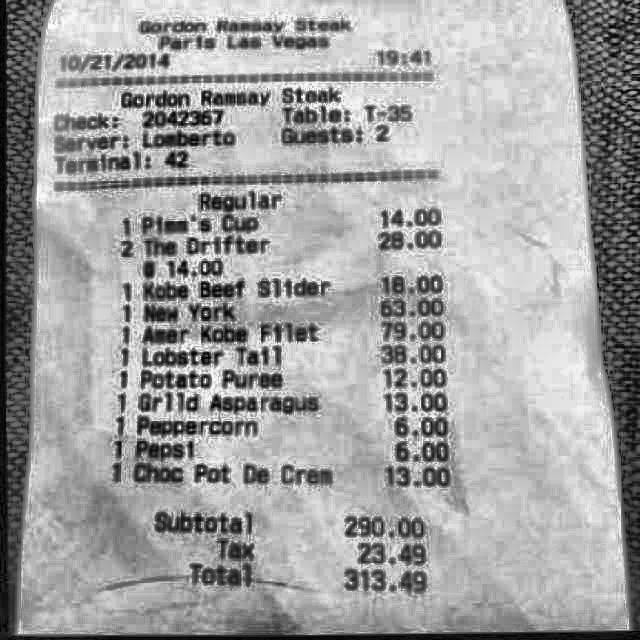 Gordon Ramsay Steak
Paris Las Vegas
10/21/2014 19:41
Gordon Ramsay Steak
Check: 2042367 Table: T-35
Server: Lomberto Guests: 2
Terminal: 42
Regular
1 Pimm's Cup 14.00
2 The Drifter 28.00
@ 14.00
1 Kobe Beef Slider 18.00
1 New York 63.00
1 Amer Kobe Filet 79.00
1 Lobster Tail 38.00
1 Potato Puree 12.00
1 Grlld Asparagus 13.00
1 Peppercorn 6.00
1 Pepsi 6.00
1 Choc Pot De Crem 13.00
Subtotal 290.00
Tax 23.49
Total 313.49